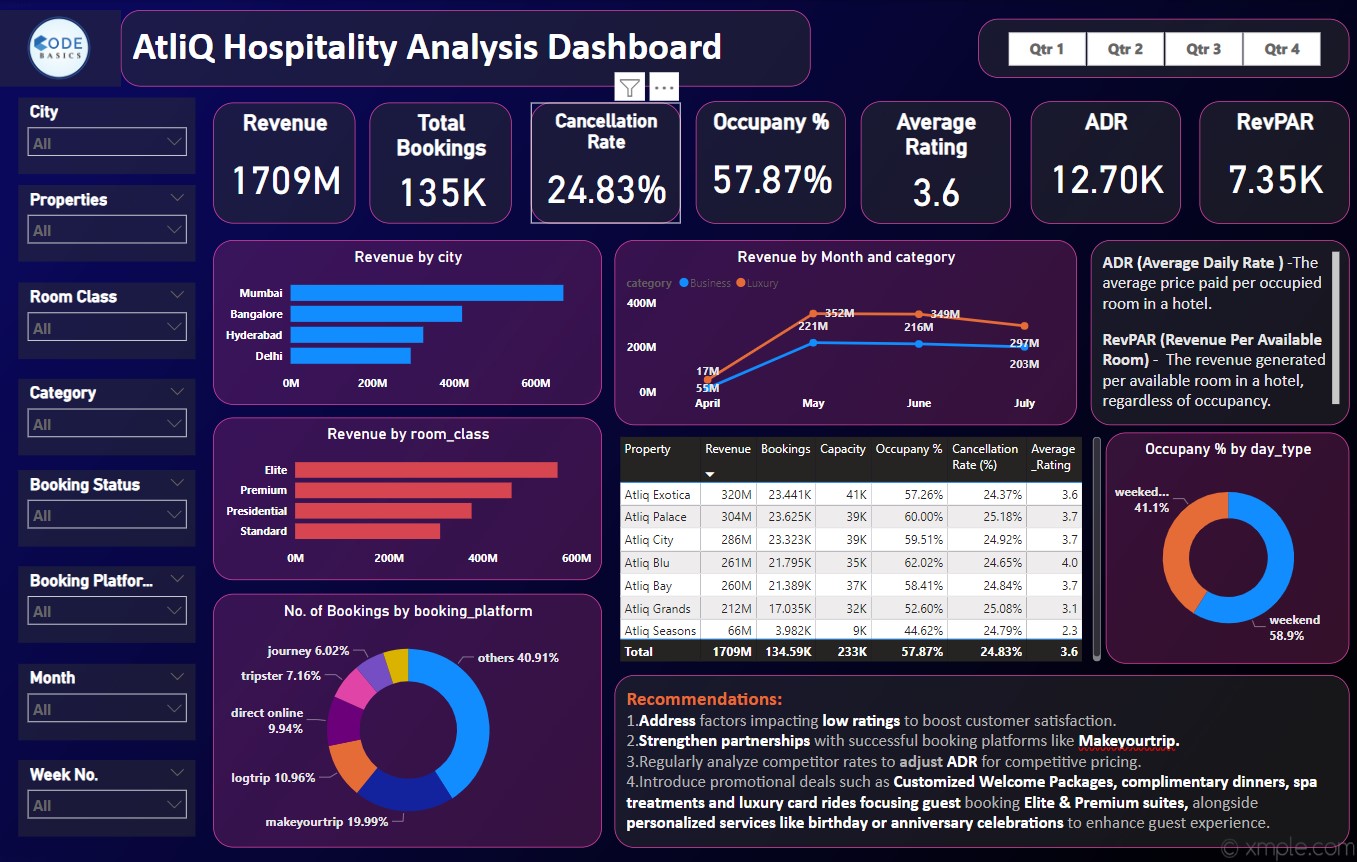 CODE
BASICS
AtliQ Hospitality Analysis Dashboard
Qtr 1
Qtr 2
Qtr 3
Qtr 4
City
All
Properties
All
Room Class
All
Category
All
Booking Status
All
Booking Platfor...
All
Month
All
Week No.
All
Revenue
1709M
Total
Bookings
135K
Cancellation
Rate
24.83%
Occupany %
57.87%
Average
Rating
3.6
ADR
12.70K
RevPAR
7.35K
Revenue by city
Mumbai
Bangalore
Hyderabad
Delhi
0M 200M 400M 600M
Revenue by Month and category
category Business Luxury
400M
200M
0M
352M
349M
221M
216M
297M
203M
17M
55M
April May June July
ADR (Average Daily Rate ) -The
average price paid per occupied
room in a hotel.
RevPAR (Revenue Per Available
Room) - The revenue generated
per available room in a hotel,
regardless of occupancy.
Revenue by room_class
Elite
Premium
Presidential
Standard
0M 200M 400M 600M
Property Revenue Bookings Capacity Occupany % Cancellation Rate (%) Average _Rating
Atliq Exotica 320M 23.441K 41K 57.26% 24.37% 3.6
Atliq Palace 304M 23.625K 39K 60.00% 25.18% 3.7
Atliq City 286M 23.323K 39K 59.51% 24.92% 3.7
Atliq Blu 261M 21.795K 35K 62.02% 24.65% 4.0
Atliq Bay 260M 21.389K 37K 58.41% 24.84% 3.7
Atliq Grands 212M 17.035K 32K 52.60% 25.08% 3.1
Atliq Seasons 66M 3.982K 9K 44.62% 24.79% 2.3
Total 1709M 134.59K 233K 57.87% 24.83% 3.6
Occupany % by day_type
weeked...
41.1%
weekend
58.9%
No. of Bookings by booking_platform
journey 6.02%
tripster 7.16%
direct online
9.94%
logtrip 10.96%
makeyourtrip 19.99%
others 40.91%
Recommendations:
1.Address factors impacting low ratings to boost customer satisfaction.
2.Strengthen partnerships with successful booking platforms like Makeyourtrip.
3.Regularly analyze competitor rates to adjust ADR for competitive pricing.
4.Introduce promotional deals such as Customized Welcome Packages, complimentary dinners, spa
treatments and luxury card rides focusing guest booking Elite & Premium suites, alongside
personalized services like birthday or anniversary celebrations to enhance guest experience.
© xmple.com